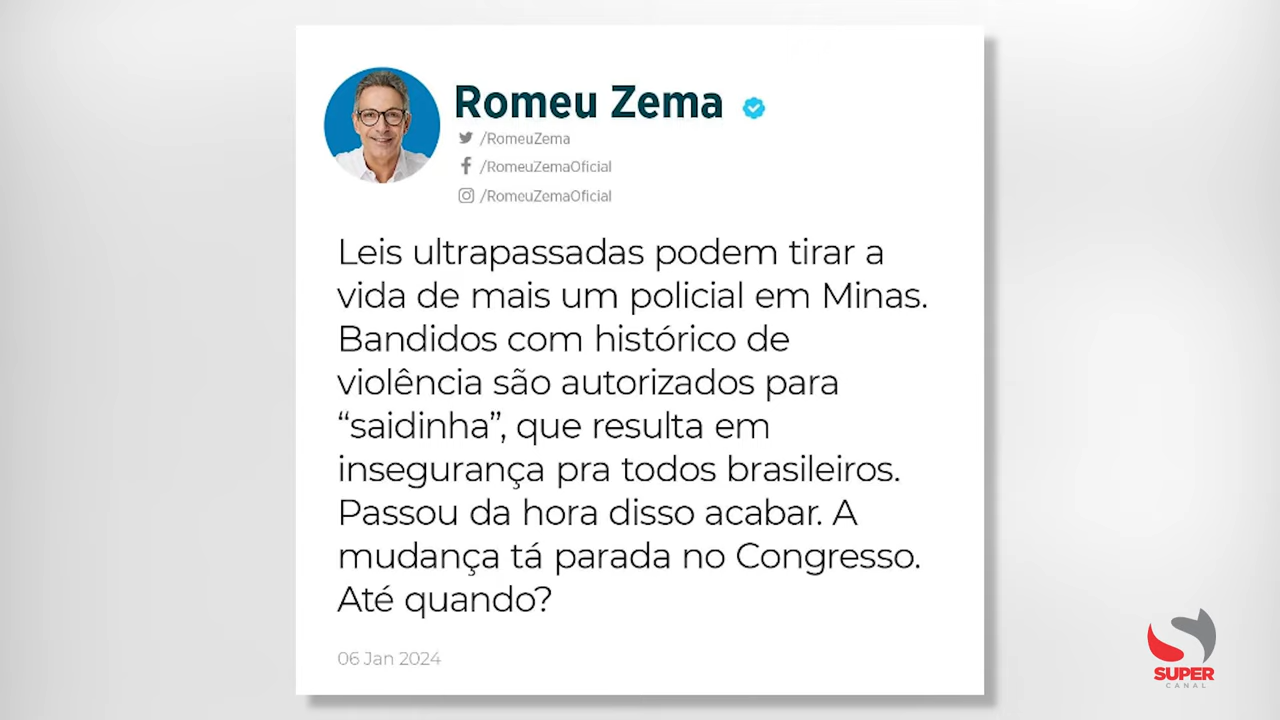 Romeu Zema
/RomeuZema
/RomeuZemaOficial
/RomeuZemaOficial
Leis ultrapassadas podem tirar a
vida de mais um policial em Minas.
Bandidos com histórico de
violência são autorizados para
“saidinha”, que resulta em
insegurança pra todos brasileiros.
Passou da hora disso acabar. A
mudança tá parada no Congresso.
Até quando?
06 Jan 2024
SUPER
CANAL